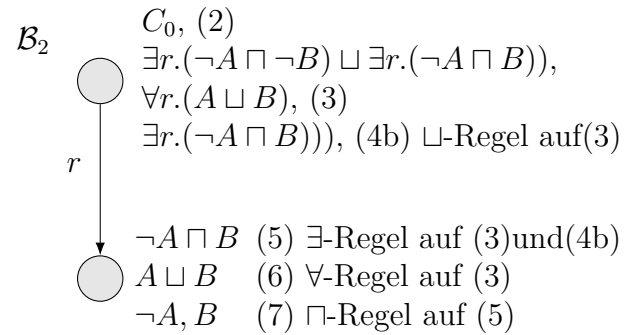 C₀, (2)
ℬ₂
∃r.(¬A ⊓ ¬B) ⊔ ∃r.(¬A ⊓ B)),
∀r.(A ⊔ B), (3)
∃r.(¬A ⊓ B))), (4b) ⊔-Regel auf(3)
r
¬A ⊓ B (5) ∃-Regel auf (3)und(4b)
A ⊔ B (6) ∀-Regel auf (3)
¬A, B (7) ⊓-Regel auf (5)